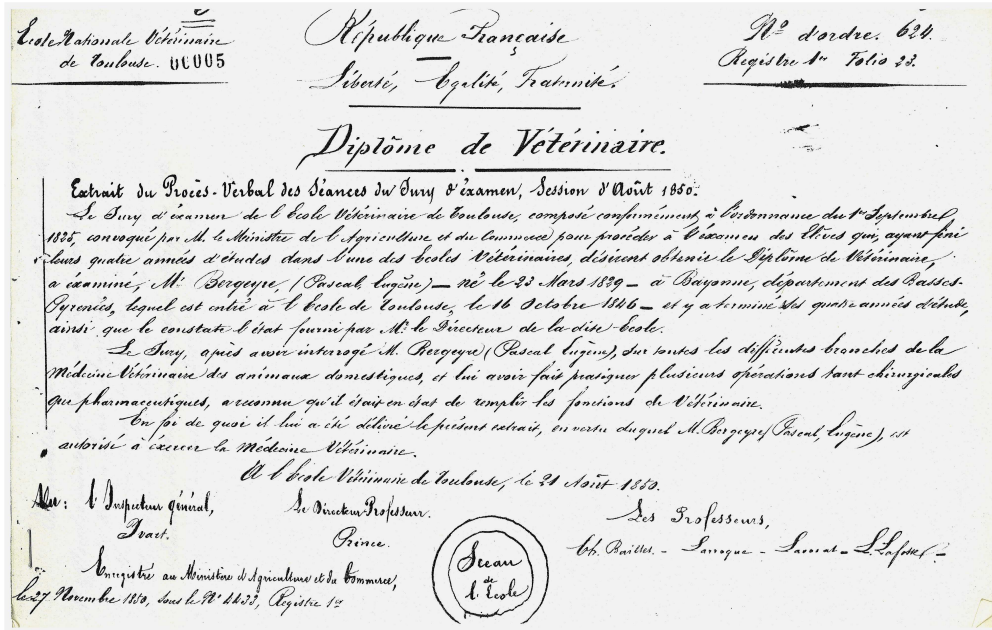 Ecole Nationale Vétérinaire
de Toulouse. 00005
République Française
Liberté, Egalité, Fraternité.
No d'ordre. 624.
Registre 1er Folio 23.
Diplôme de Vétérinaire.
Extrait du Procès-Verbal des Séances du Jury d'éxamen, Session d'Août 1850.
Le Jury d'éxamen de l'Ecole Vétérinaire de Toulouse, composé conformément à l'ordonnance du 1er Septembre
1825, convoqué par M. le Ministre de l'Agriculture et du Commerce pour procéder à l'éxamen des Elèves qui, ayant fini
leurs quatre années d'études dans l'une des Ecoles Vétérinaires, désirent obtenir le Diplôme de Vétérinaire,
a éxaminé, Mr Bergeyre, (Pascal, Eugène) — né le 23 Mars 1829 — à Bayonne, département des Basses-
Pyrenées, lequel est entré à l'Ecole de Toulouse, le 16 Octobre 1846 — et y a terminé ses quatre années d'étude,
ainsi que le constate l'état fourni par Mr le Directeur de la dite Ecole.
Le Jury, après avoir interrogé M. Bergeyre (Pascal Eugène), sur toutes les différentes branches de la
Médecine Vétérinaire des animaux domestiques, et lui avoir fait pratiquer plusieurs opérations tant chirurgicales
que pharmaceutiques, a reconnu qu'il était en état de remplir les fonctions de Vétérinaire.
En foi de quoi il lui a été délivré le présent extrait, en vertu duquel M. Bergeyre (Pascal, Eugène), est
autorisé à éxercer la Médecine Vétérinaire.
A l'Ecole Vétérinaire de Toulouse, le 21 Août 1850.
l'Inspecteur général,
Yvart.
Le Directeur-Professeur.
Prince.
Les Professeurs,
Ch. Bailles. — Larroque — — L. Lafosse —
Sceau
de
l'Ecole
Enregistré au Ministère d'Agriculture et du Commerce,
le 27 Novembre 1850, sous le No 4433, Registre 1er